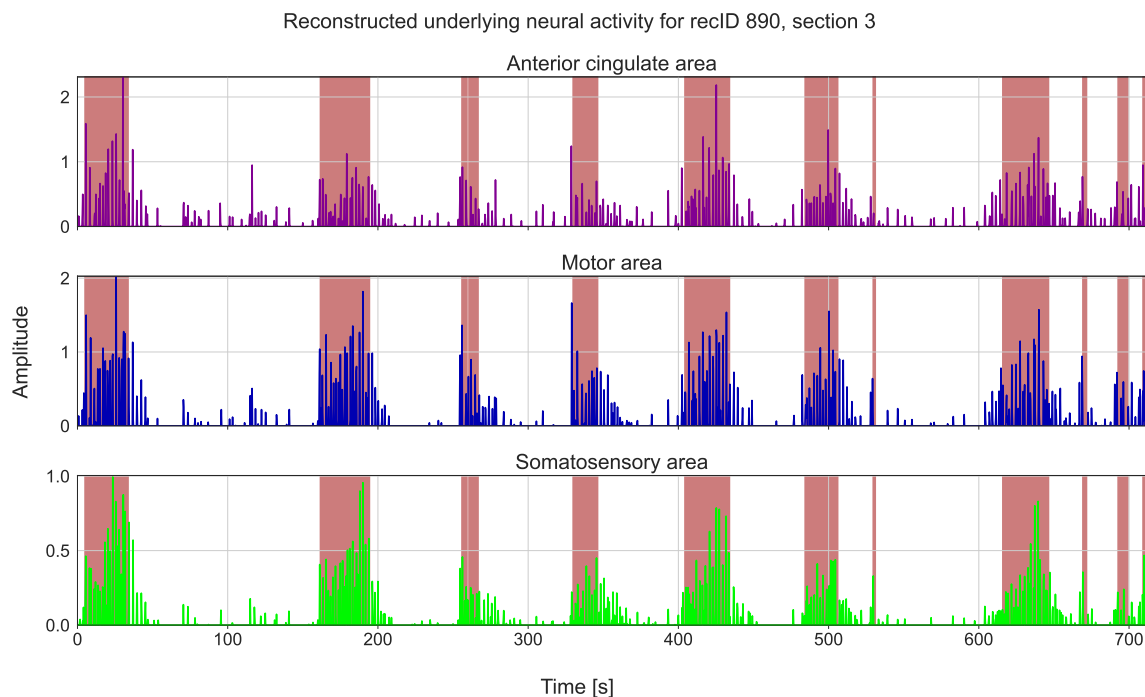 Reconstructed underlying neural activity for recID 890, section 3
Anterior cingulate area
2
1
0
Motor area
2
1
0
Amplitude
Somatosensory area
1.0
0.5
0.0
0 100 200 300 400 500 600 700
Time [s]